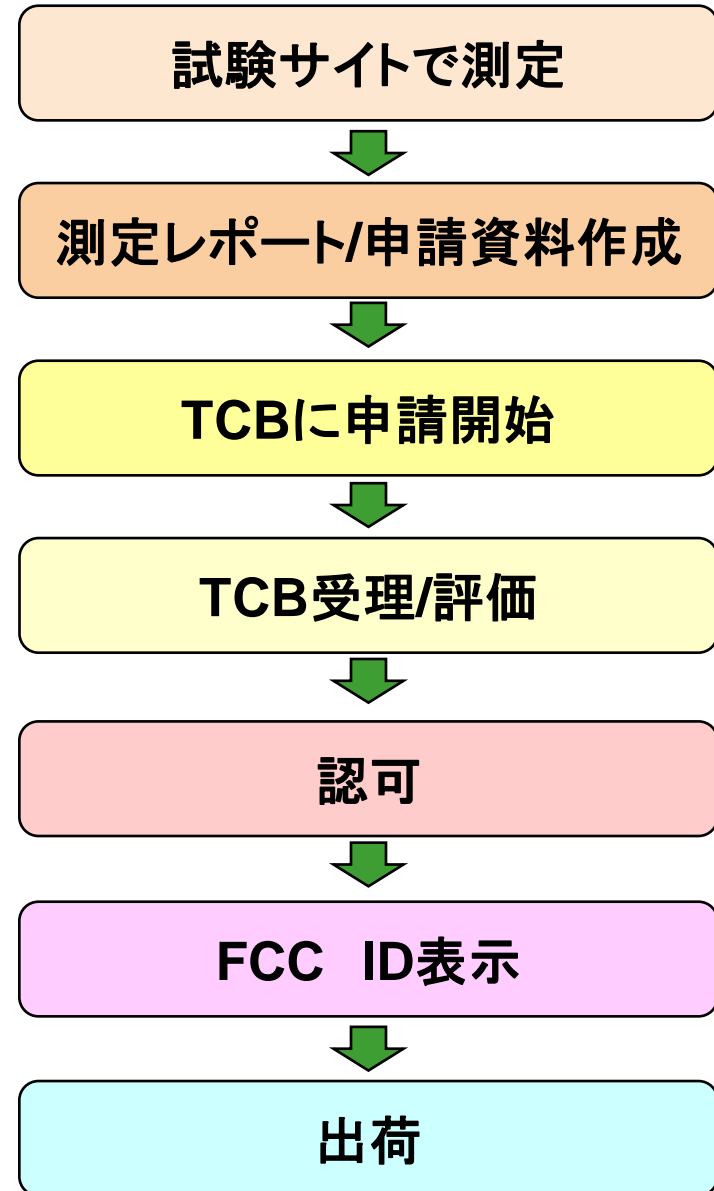 試験サイトで測定
測定レポート/申請資料作成
TCBに申請開始
TCB受理/評価
認可
FCC　ID表示
出荷